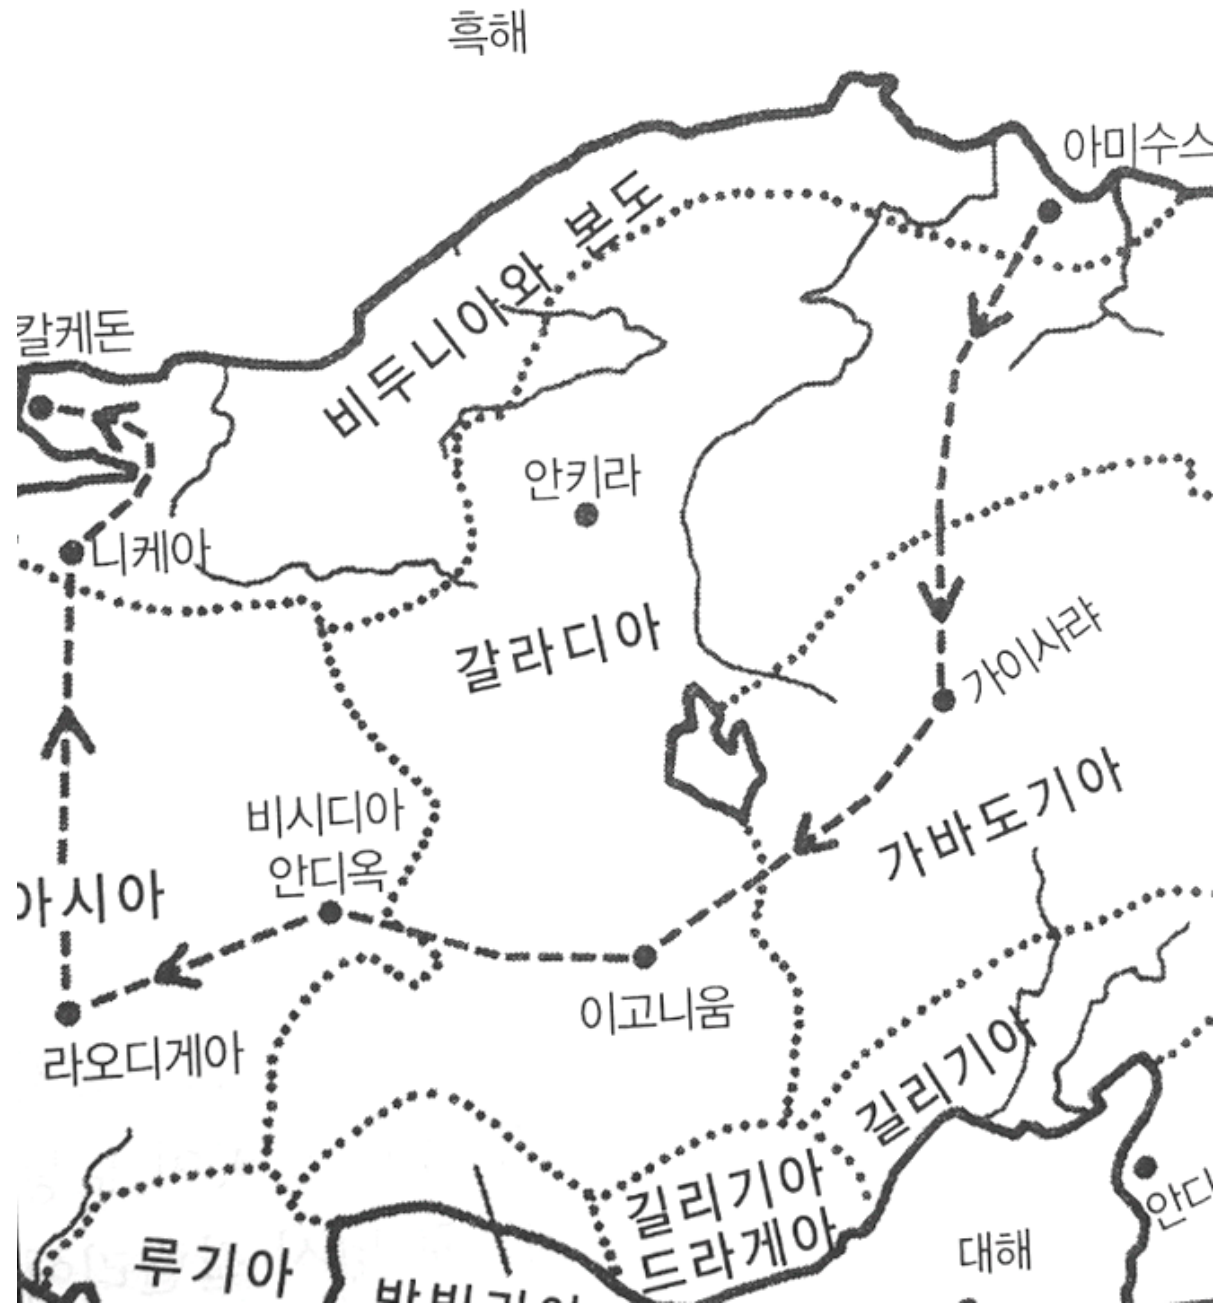 흑해
아미수스
비두니아와 본도
칼케돈
안키라
니케아
갈라디아
가이사랴
비시디아
안디옥
가바도기아
아시아
이고니움
라오디게아
길리기아
길리기아
드라게아
루기아
대해